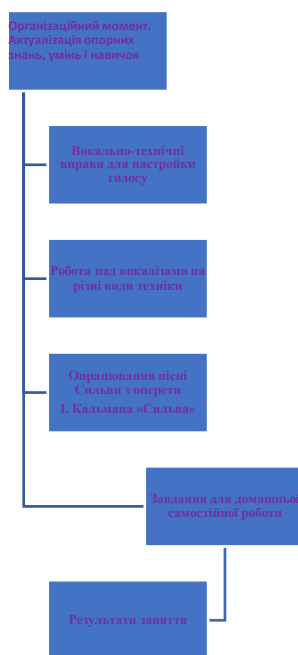 Організаційний момент.
Актуалізація опорних
знань, умінь і навичок
Вокально-технічні
вправи для настройки
голосу
Робота над вокалізами на
різні види техніки
Опрацювання пісні
Сильви з оперети
І. Кальмана «Сильва»
Завдання для домашньої
самостійної роботи
Результати заняття